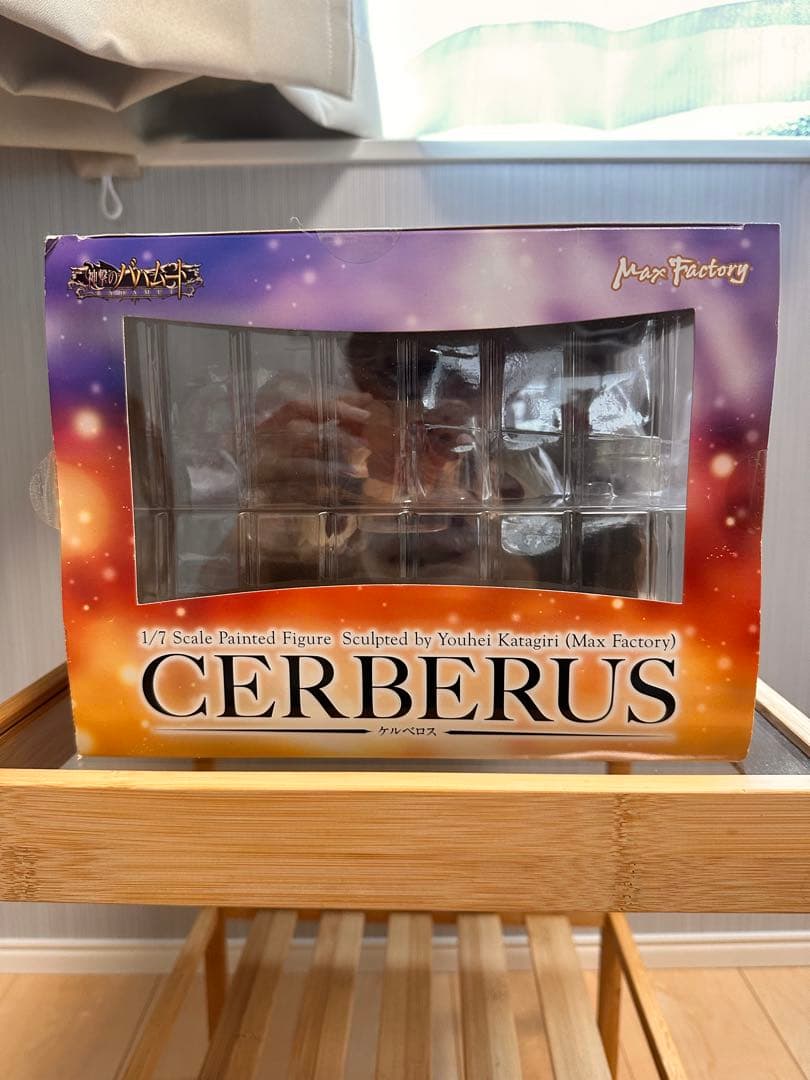 神撃のバハムート
BAHAMUT
Max Factory
1/7 Scale Painted Figure Sculpted by Youhei Katagiri (Max Factory)
CERBERUS
ケルベロス